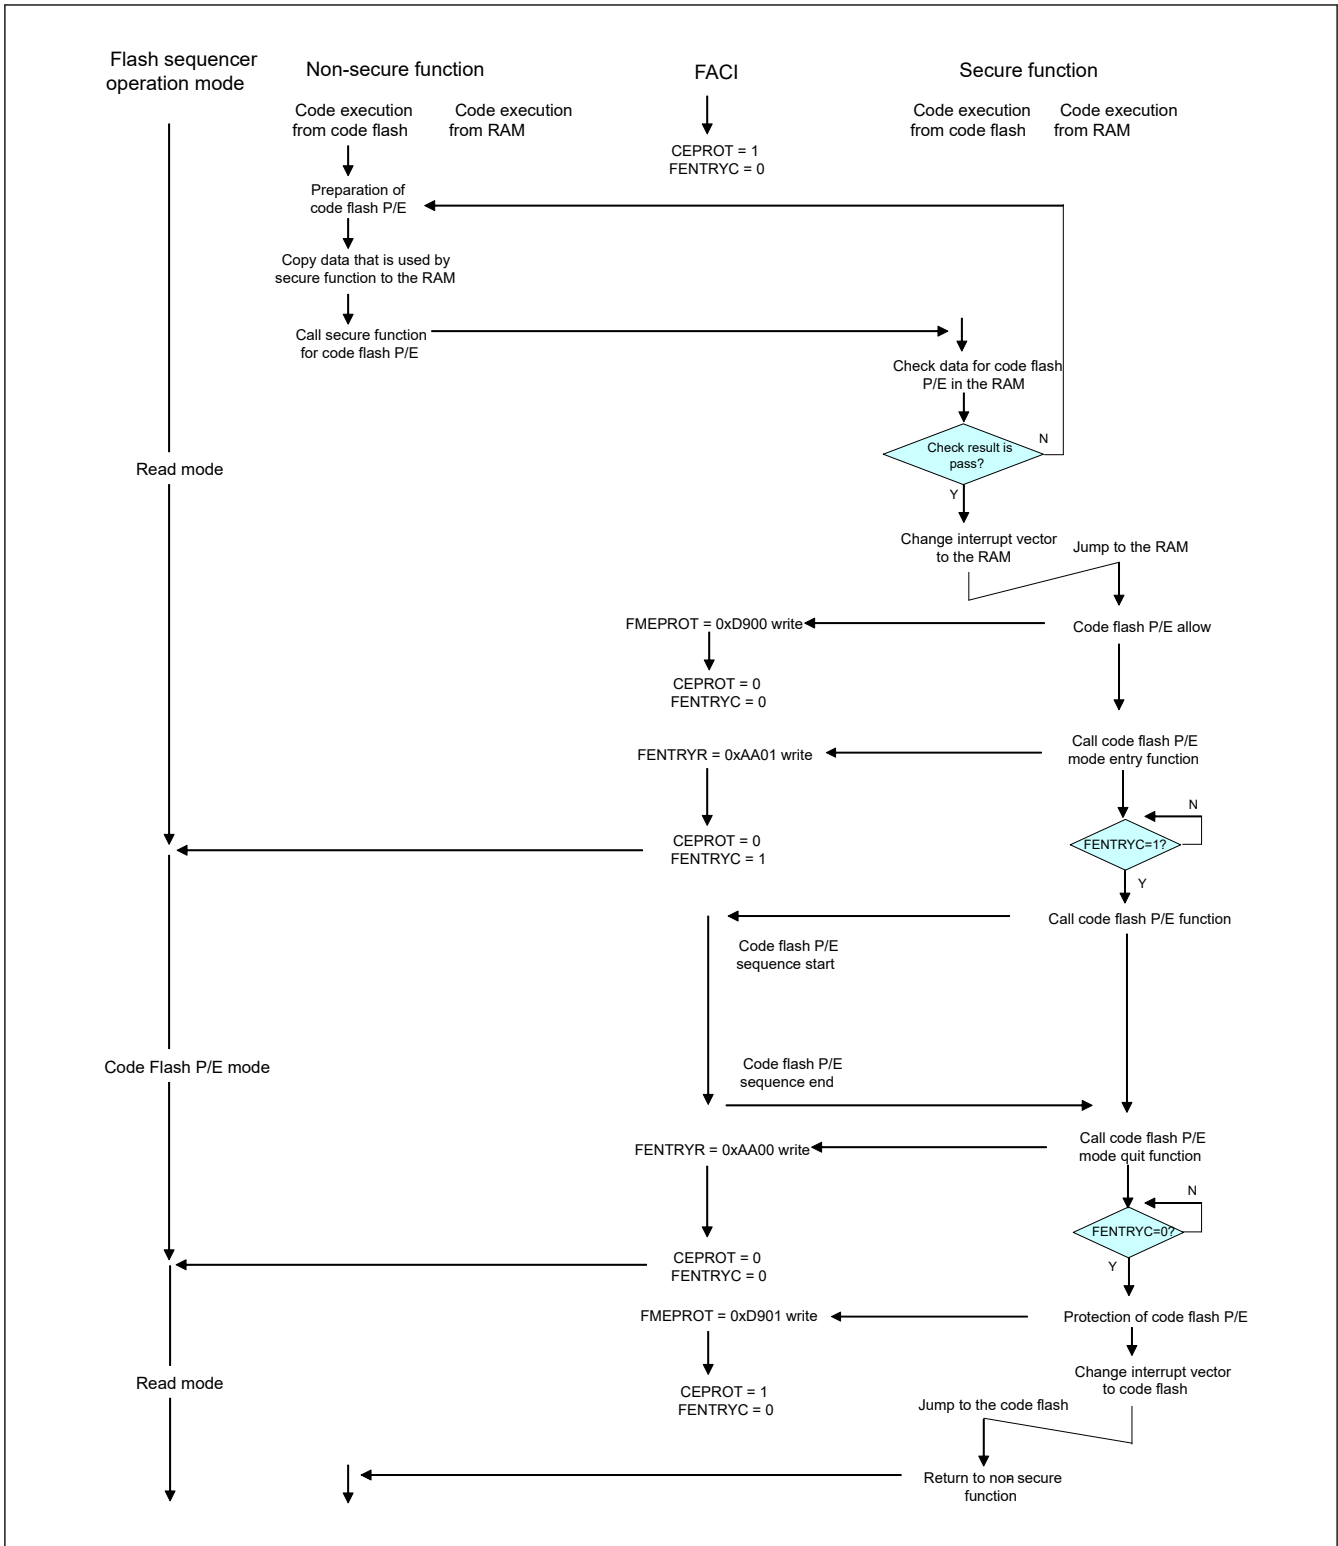 Flash sequencer
operation mode
Non-secure function
FACI
Secure function
Code execution
from code flash
Code execution
from RAM
Code execution
from code flash
Code execution
from RAM
CEPROT = 1
FENTRYC = 0
Preparation of
code flash P/E
Copy data that is used by
secure function to the RAM
Call secure function
for code flash P/E
Check data for code flash
P/E in the RAM
Check result is
pass?
N
Y
Read mode
Change interrupt vector
to the RAM
Jump to the RAM
FMEPROT = 0xD900 write
Code flash P/E allow
CEPROT = 0
FENTRYC = 0
Call code flash P/E
mode entry function
FENTRYR = 0xAA01 write
N
CEPROT = 0
FENTRYC = 1
FENTRYC=1?
Y
Call code flash P/E function
Code flash P/E
sequence start
Code Flash P/E mode
Code flash P/E
sequence end
FENTRYR = 0xAA00 write
Call code flash P/E
mode quit function
N
FENTRYC=0?
CEPROT = 0
FENTRYC = 0
Y
FMEPROT = 0xD901 write
Protection of code flash P/E
Read mode
Change interrupt vector
to code flash
CEPROT = 1
FENTRYC = 0
Jump to the code flash
Return to non secure
function